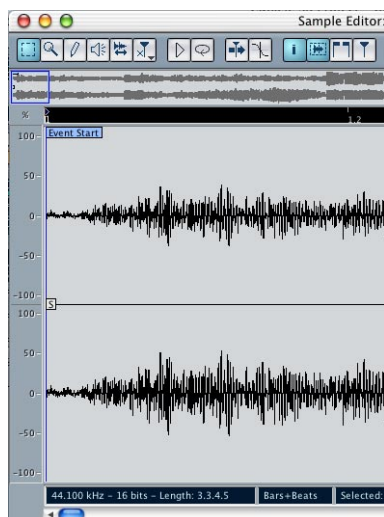 Sample Editor:
i
%
1
1.2
Event Start
100
50
0
-50
-100
S
100
50
0
-50
-100
44.100 kHz - 16 bits - Length: 3.3.4.5
Bars+Beats
Selected: